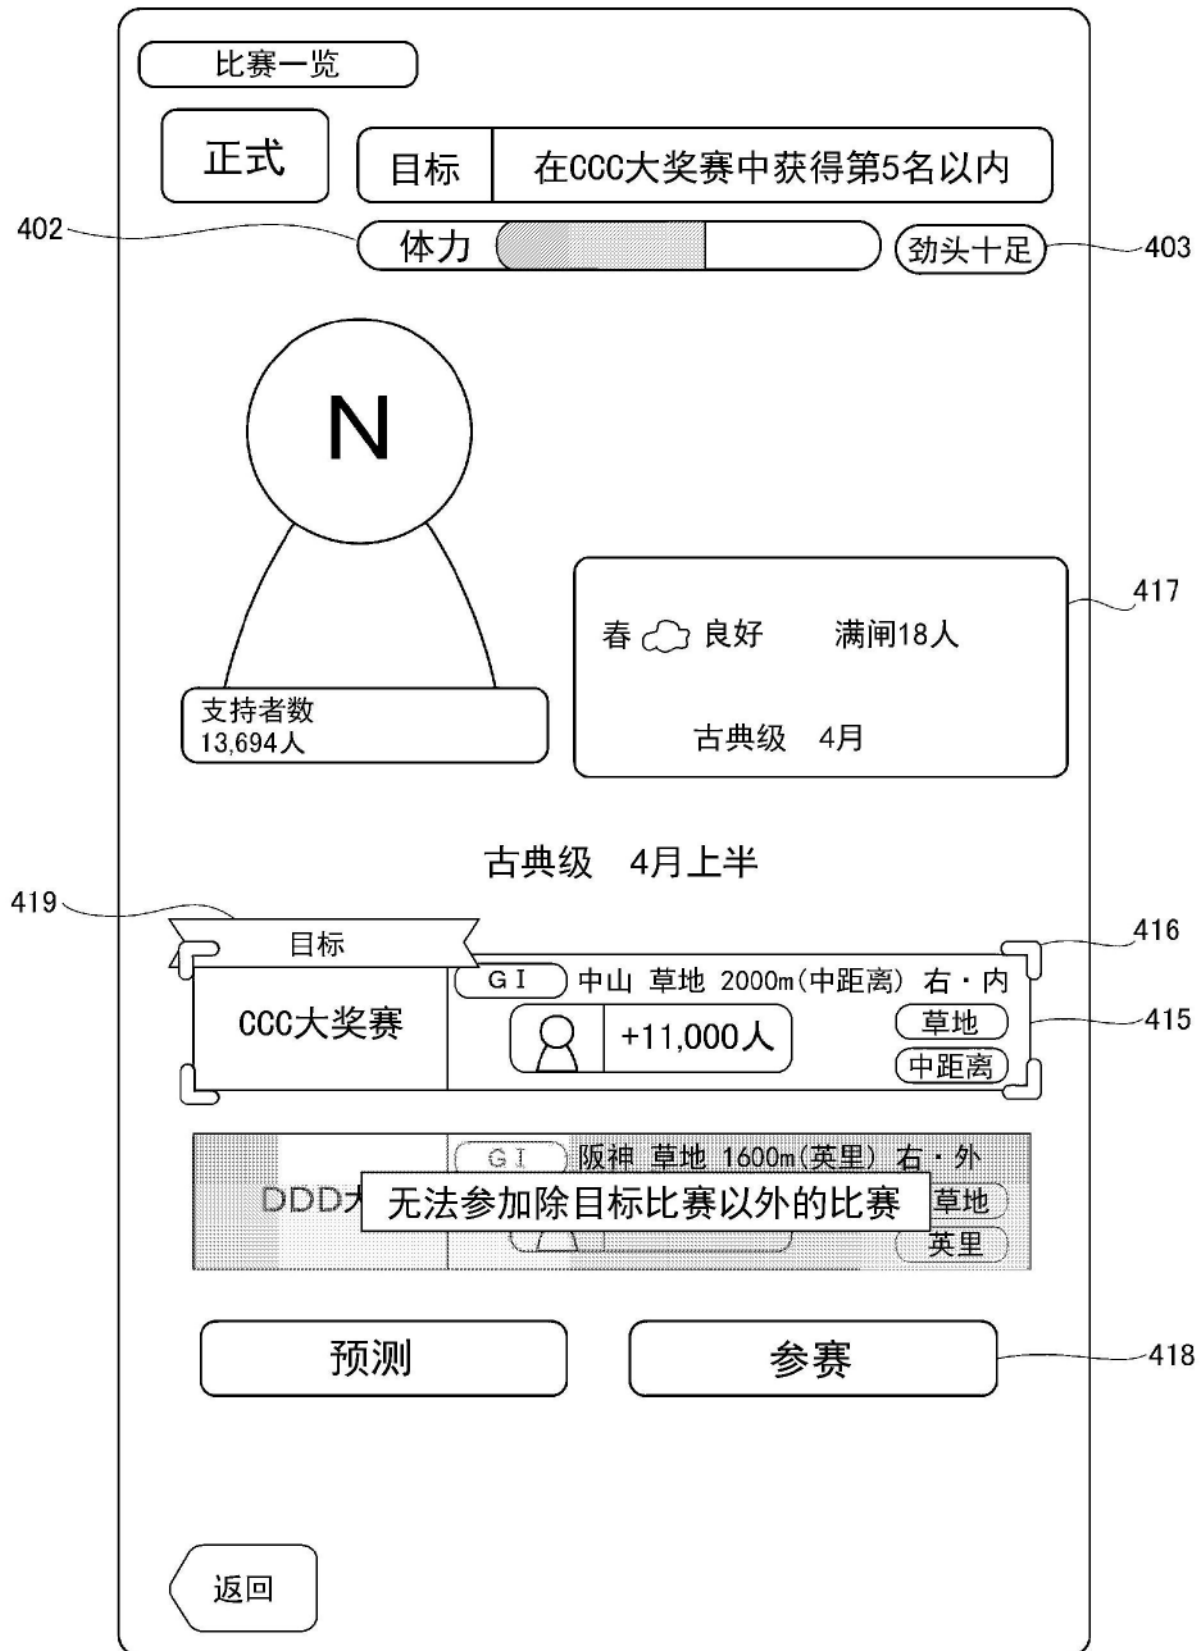 比赛一览
正式
目标 在CCC大奖赛中获得第5名以内
402 体力 劲头十足 403
N
417
春 良好 满闸18人
支持者数
13,694人
古典级 4月
古典级 4月上半
419
目标
416
GI 中山 草地 2000m(中距离) 右·内
CCC大奖赛 +11,000人 草地 415
中距离
GI 阪神 草地 1600m(英里) 右·外
DDD大 无法参加除目标比赛以外的比赛 草地
英里
预测 参赛 418
返回